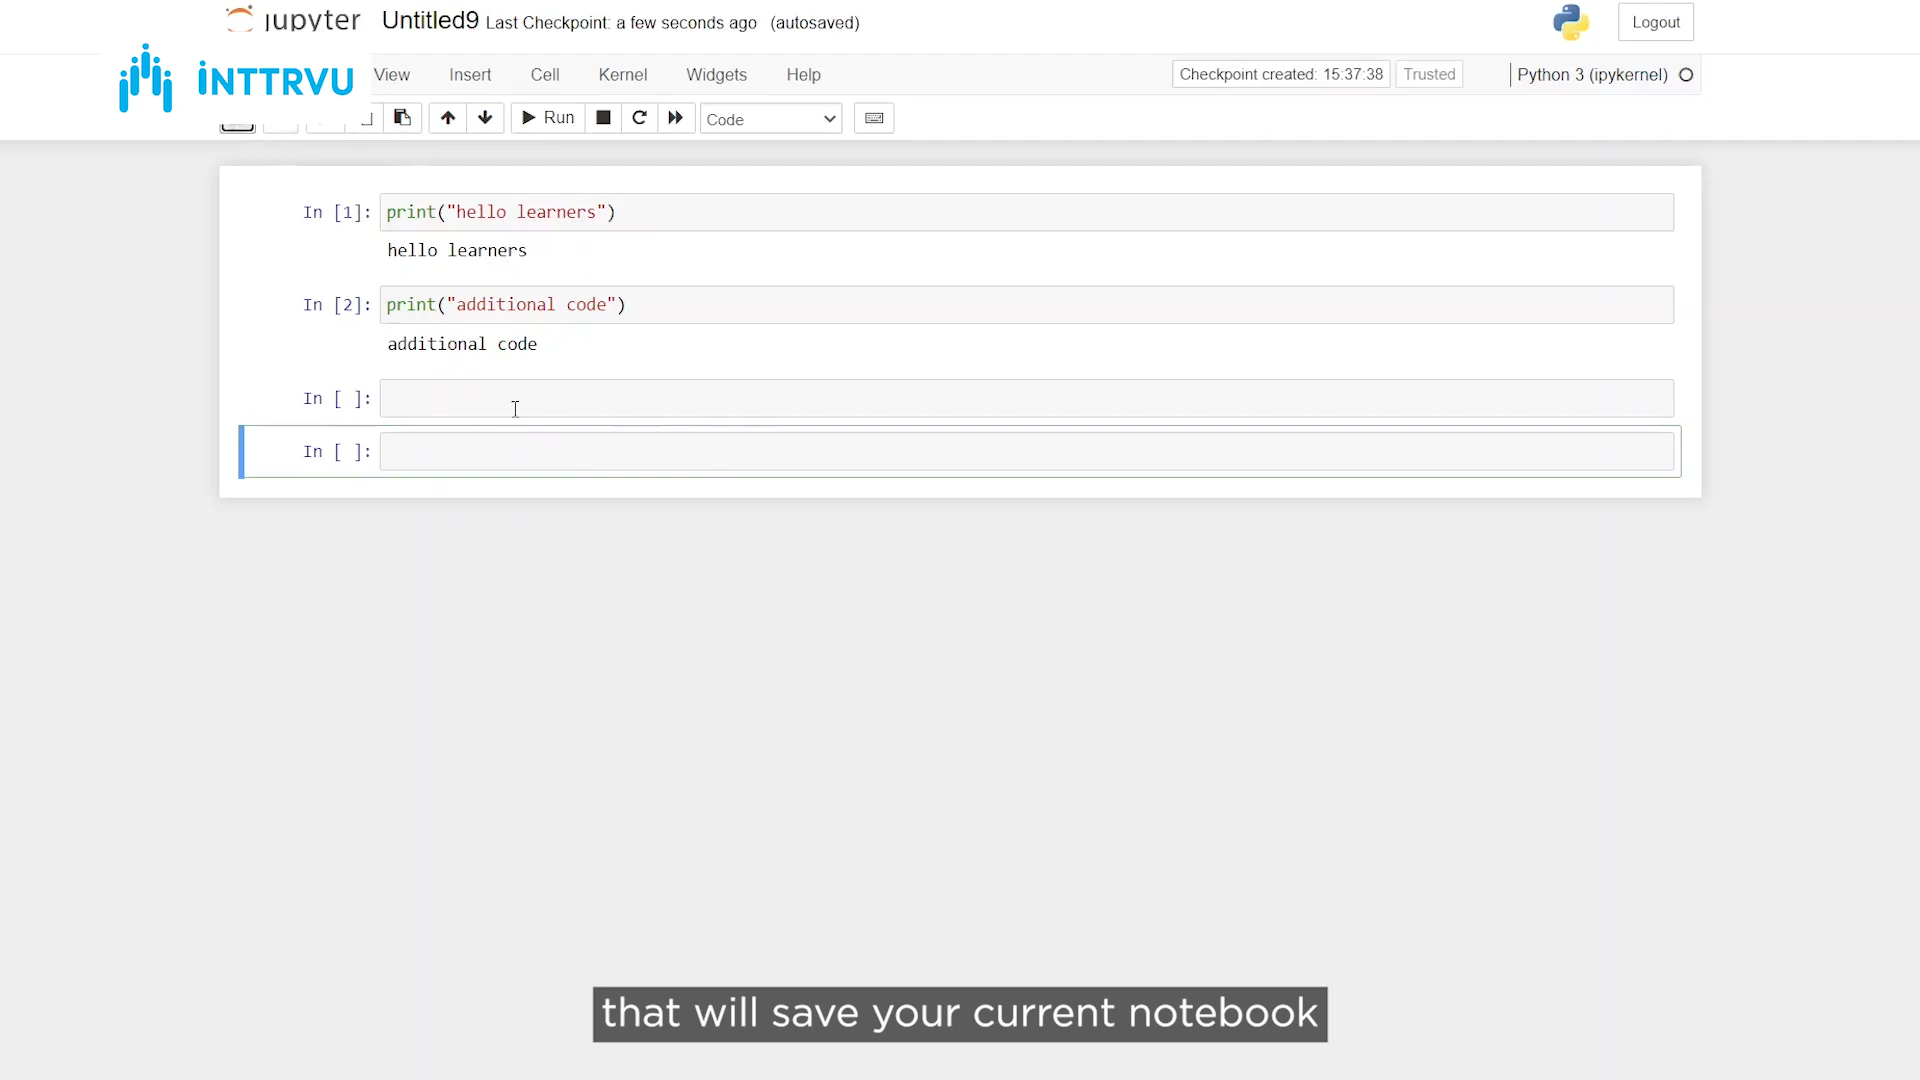 jupyter Untitled9 Last Checkpoint: a few seconds ago (autosaved) Logout
iNTTRVU View Insert Cell Kernel Widgets Help Checkpoint created: 15:37:38 Trusted Python 3 (ipykernel)
Run Code
In [1]: print("hello learners")
hello learners
In [2]: print("additional code")
additional code
In [ ]:
In [ ]:
that will save your current notebook